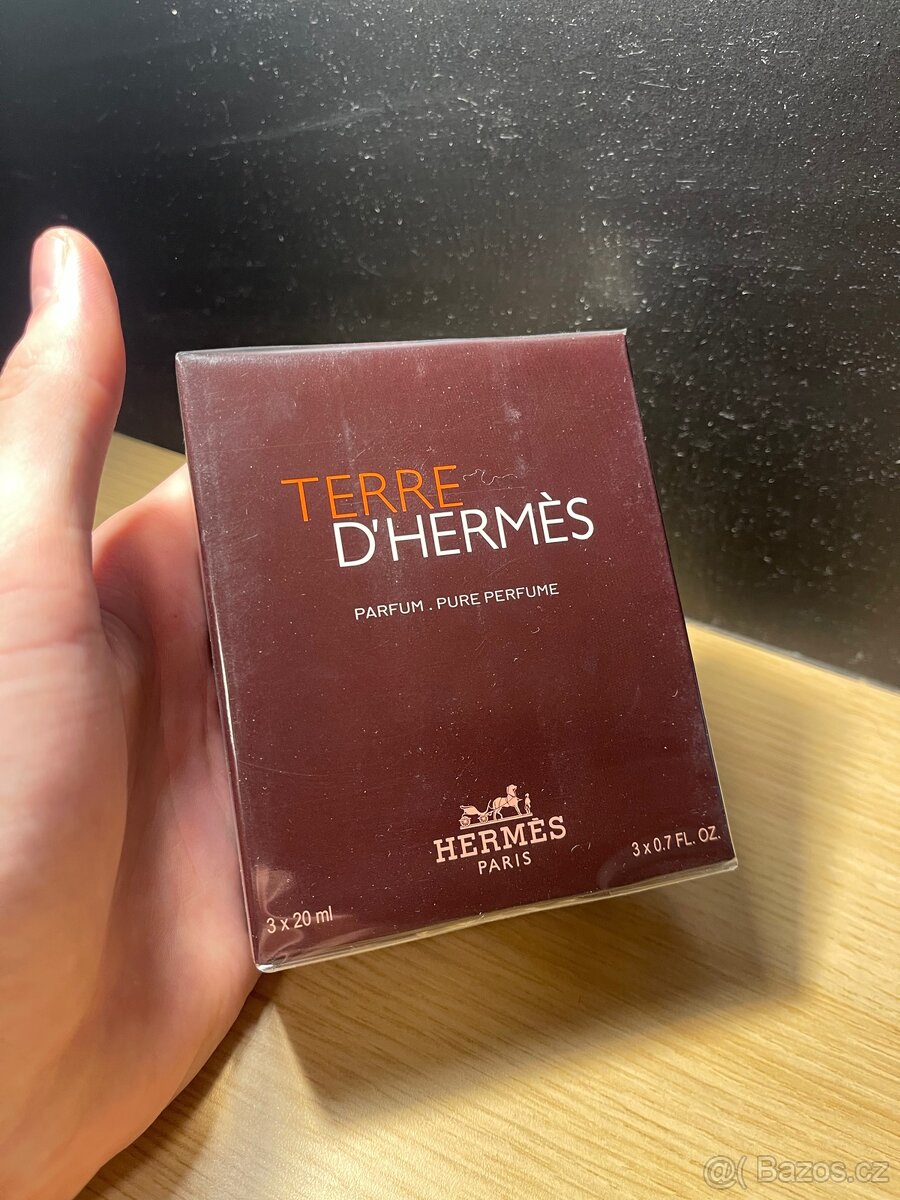 TERRE
D'HERMÈS
PARFUM . PURE PERFUME
HERMÈS
PARIS
3 x 20 ml
3 x 0.7 FL. OZ.
@( Bazos.cz